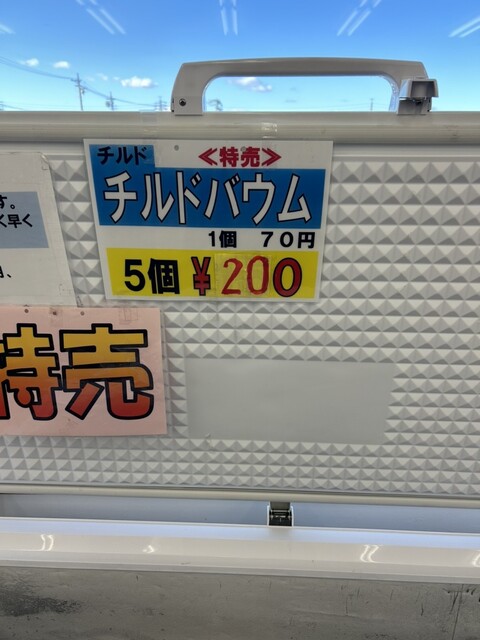 チルド
≪特売≫
チルドバウム
1個 70円
5個 ¥200
す。
く早く
特売